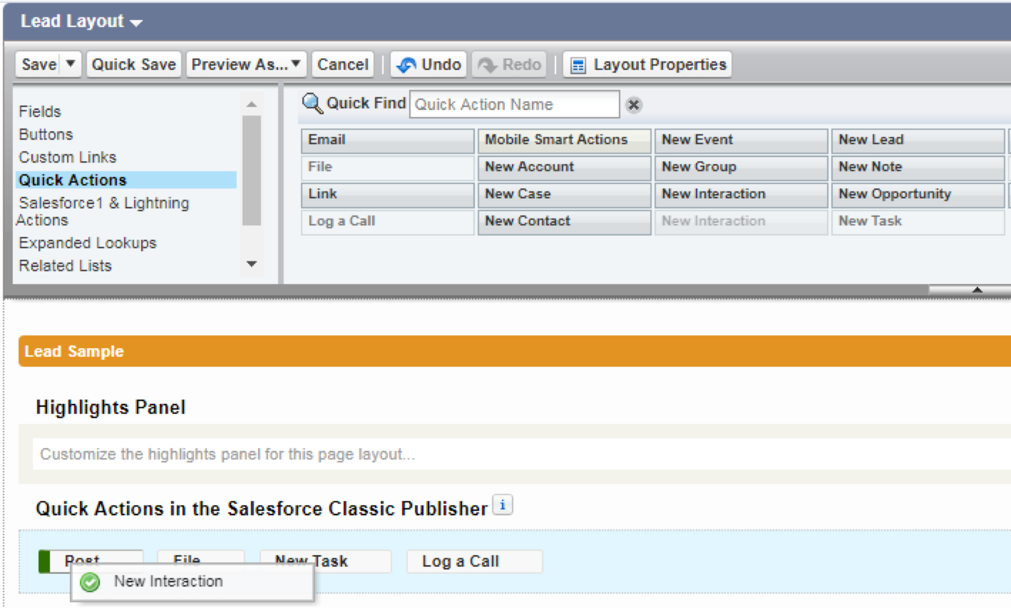 Lead Layout
Save Quick Save Preview As... Cancel Undo Redo Layout Properties
Fields
Buttons
Custom Links
Quick Actions
Salesforce1 & Lightning
Actions
Expanded Lookups
Related Lists
Quick Find Quick Action Name
Email Mobile Smart Actions New Event New Lead
File New Account New Group New Note
Link New Case New Interaction New Opportunity
Log a Call New Contact New Interaction New Task
Lead Sample
Highlights Panel
Customize the highlights panel for this page layout...
Quick Actions in the Salesforce Classic Publisher i
Post File New Task Log a Call
New Interaction